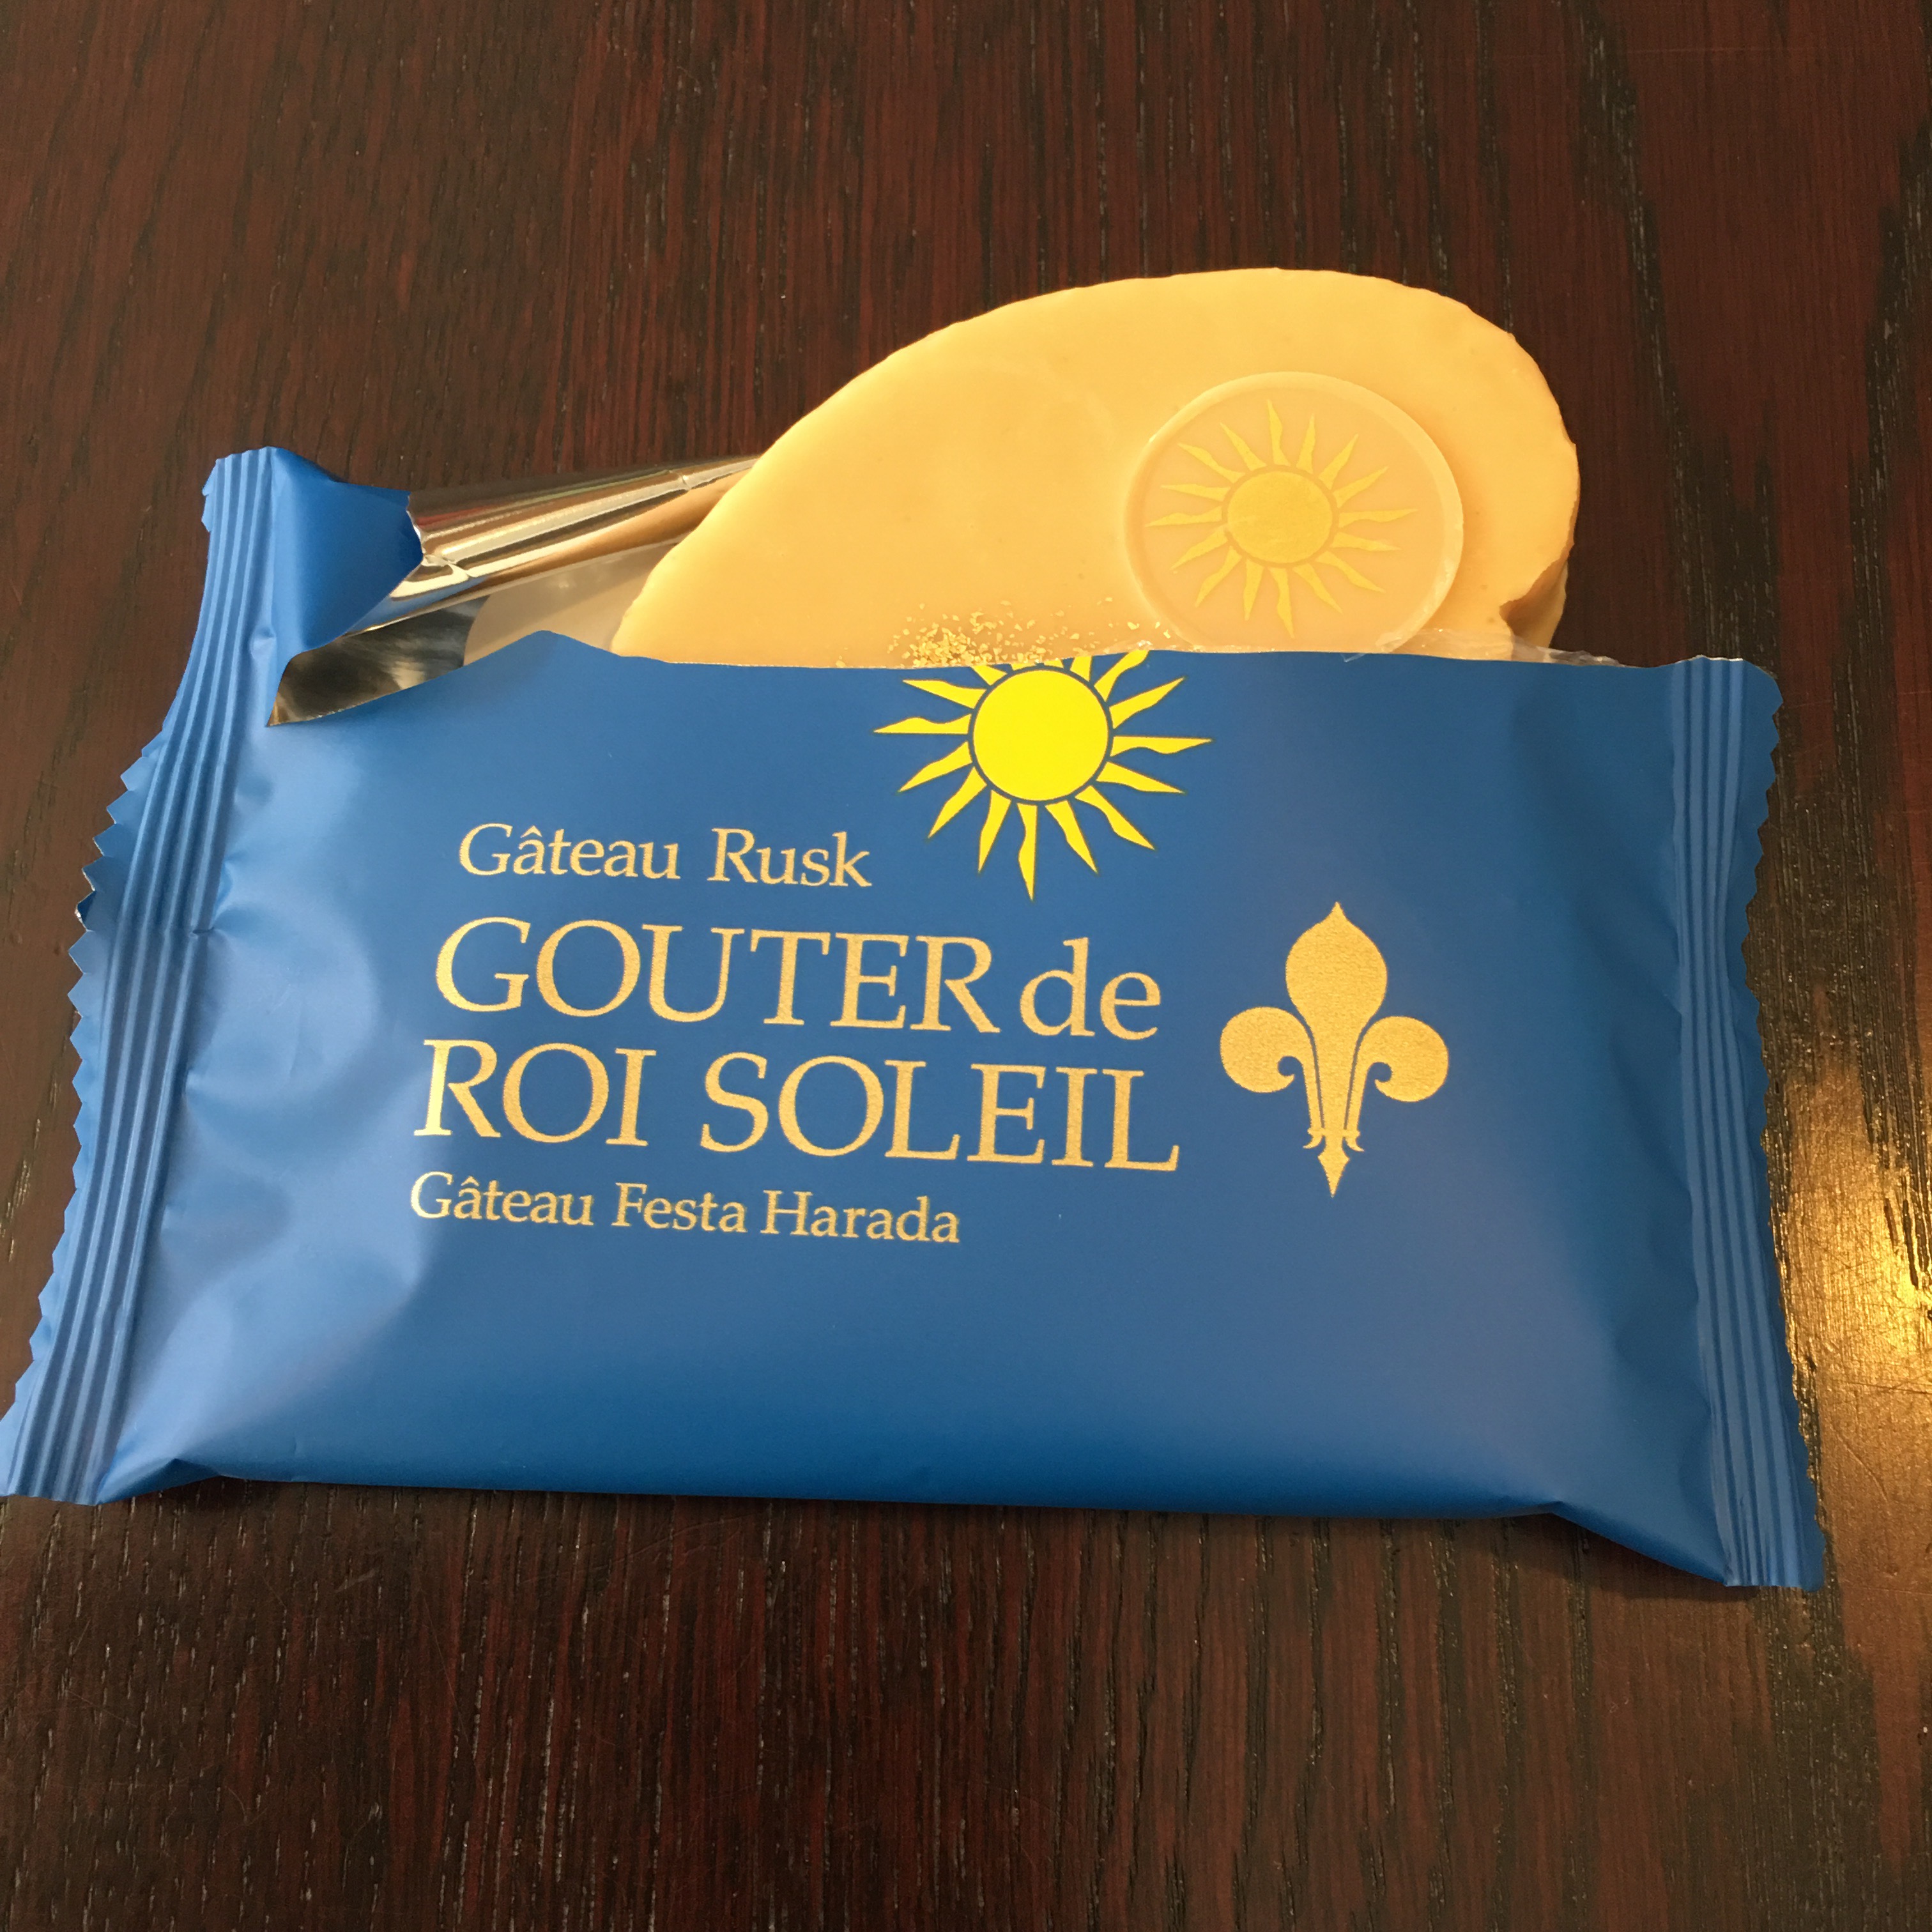 Gâteau Rusk
GOUTER de
ROI SOLEIL
Gâteau Festa Harada